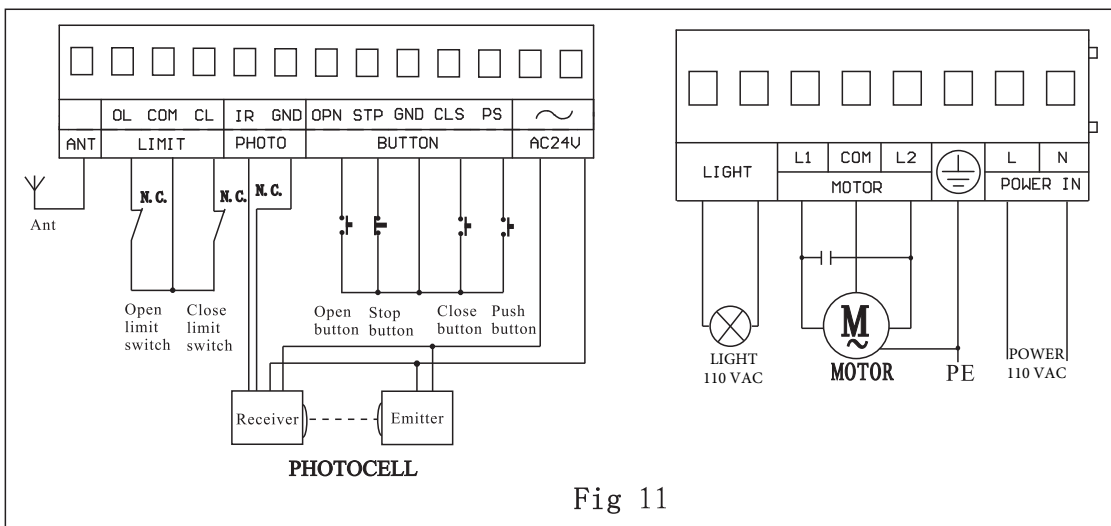 OL COM CL IR GND OPN STP GND CLS PS
ANT LIMIT PHOTO BUTTON AC24V
N.C.
N.C.
N.C.
Ant
Open
limit
switch
Close
limit
switch
Open
button
Stop
button
Close
button
Push
button
Receiver
Emitter
PHOTOCELL
LIGHT
L1 COM L2
MOTOR
L N
POWER IN
LIGHT
110 VAC
M
MOTOR
PE
POWER
110 VAC
Fig 11